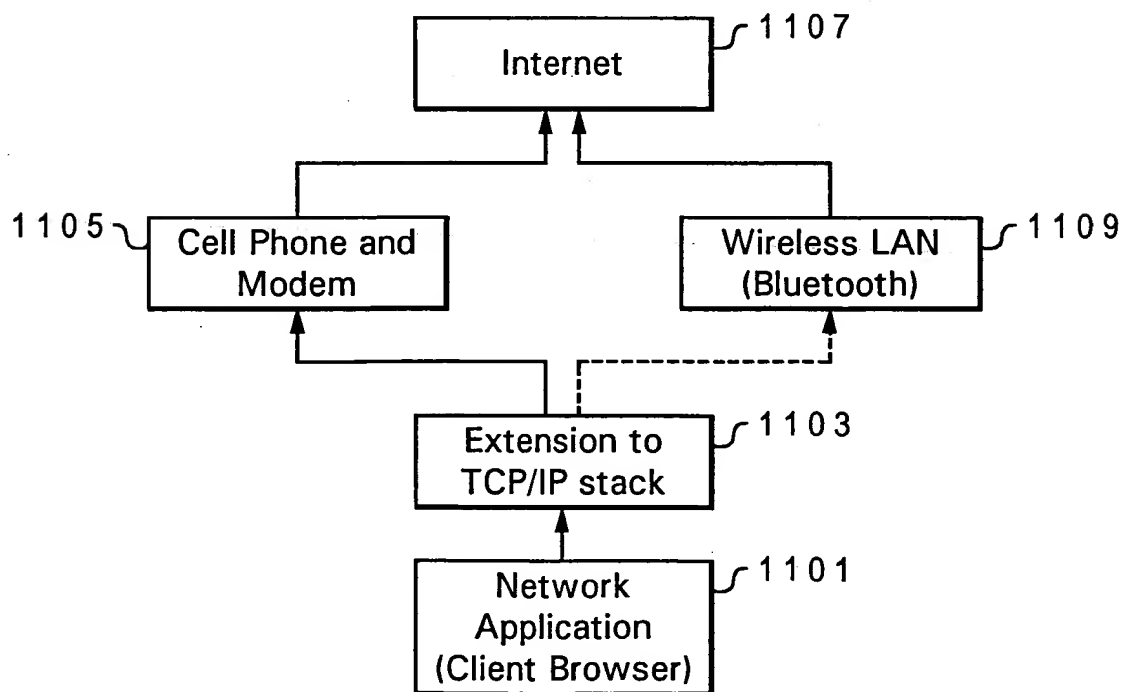 1107
Internet
1105
Cell Phone and
Modem
Wireless LAN
(Bluetooth)
1109
Extension to
TCP/IP stack
1103
Network
Application
(Client Browser)
1101